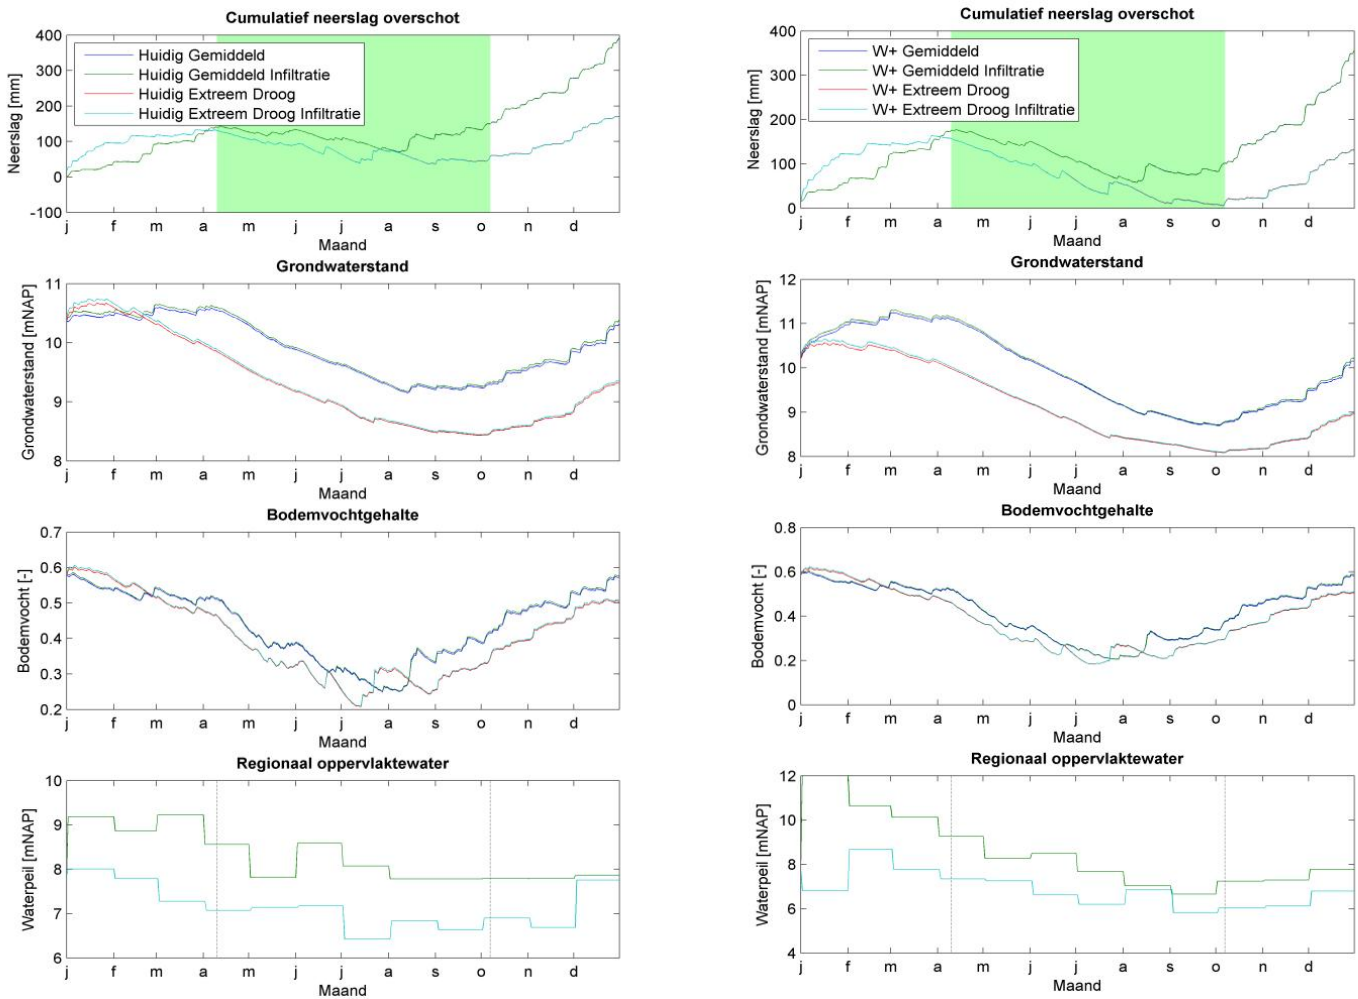 Cumulatief neerslag overschot
Neerslag [mm]
400
300
200
100
0
-100
Huidig Gemiddeld
Huidig Gemiddeld Infiltratie
Huidig Extreem Droog
Huidig Extreem Droog Infiltratie
j f m a m j j a s o n d
Maand
Grondwaterstand
Grondwaterstand [mNAP]
11
10
9
8
j f m a m j j a s o n d
Maand
Bodemvochtgehalte
Bodemvocht [-]
0.7
0.6
0.5
0.4
0.3
0.2
j f m a m j j a s o n d
Maand
Regionaal oppervlaktewater
Waterpeil [mNAP]
10
9
8
7
6
j f m a m j j a s o n d
Maand
Cumulatief neerslag overschot
Neerslag [mm]
400
300
200
100
0
W+ Gemiddeld
W+ Gemiddeld Infiltratie
W+ Extreem Droog
W+ Extreem Droog Infiltratie
j f m a m j j a s o n d
Maand
Grondwaterstand
Grondwaterstand [mNAP]
12
11
10
9
8
j f m a m j j a s o n d
Maand
Bodemvochtgehalte
Bodemvocht [-]
0.8
0.6
0.4
0.2
0
j f m a m j j a s o n d
Maand
Regionaal oppervlaktewater
Waterpeil [mNAP]
12
10
8
6
4
j f m a m j j a s o n d
Maand